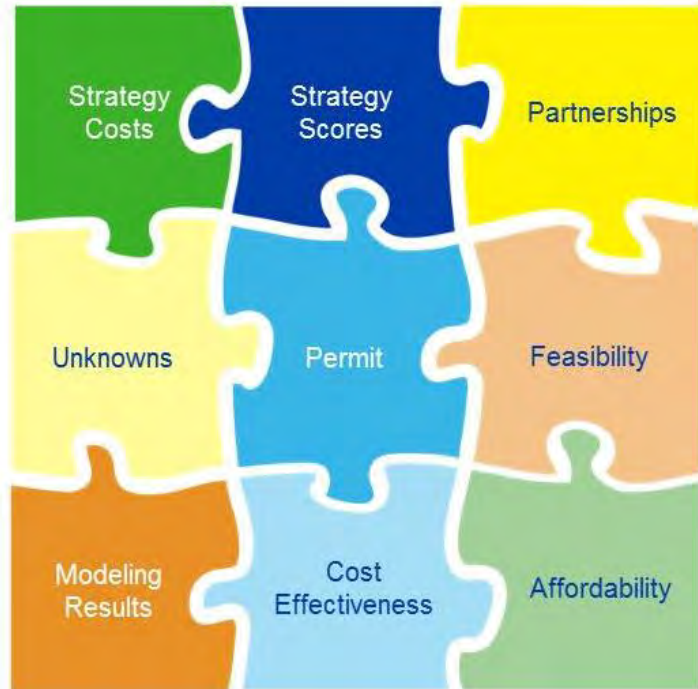 Strategy
Costs
Strategy
Scores
Partnerships
Unknowns
Permit
Feasibility
Modeling
Results
Cost
Effectiveness
Affordability